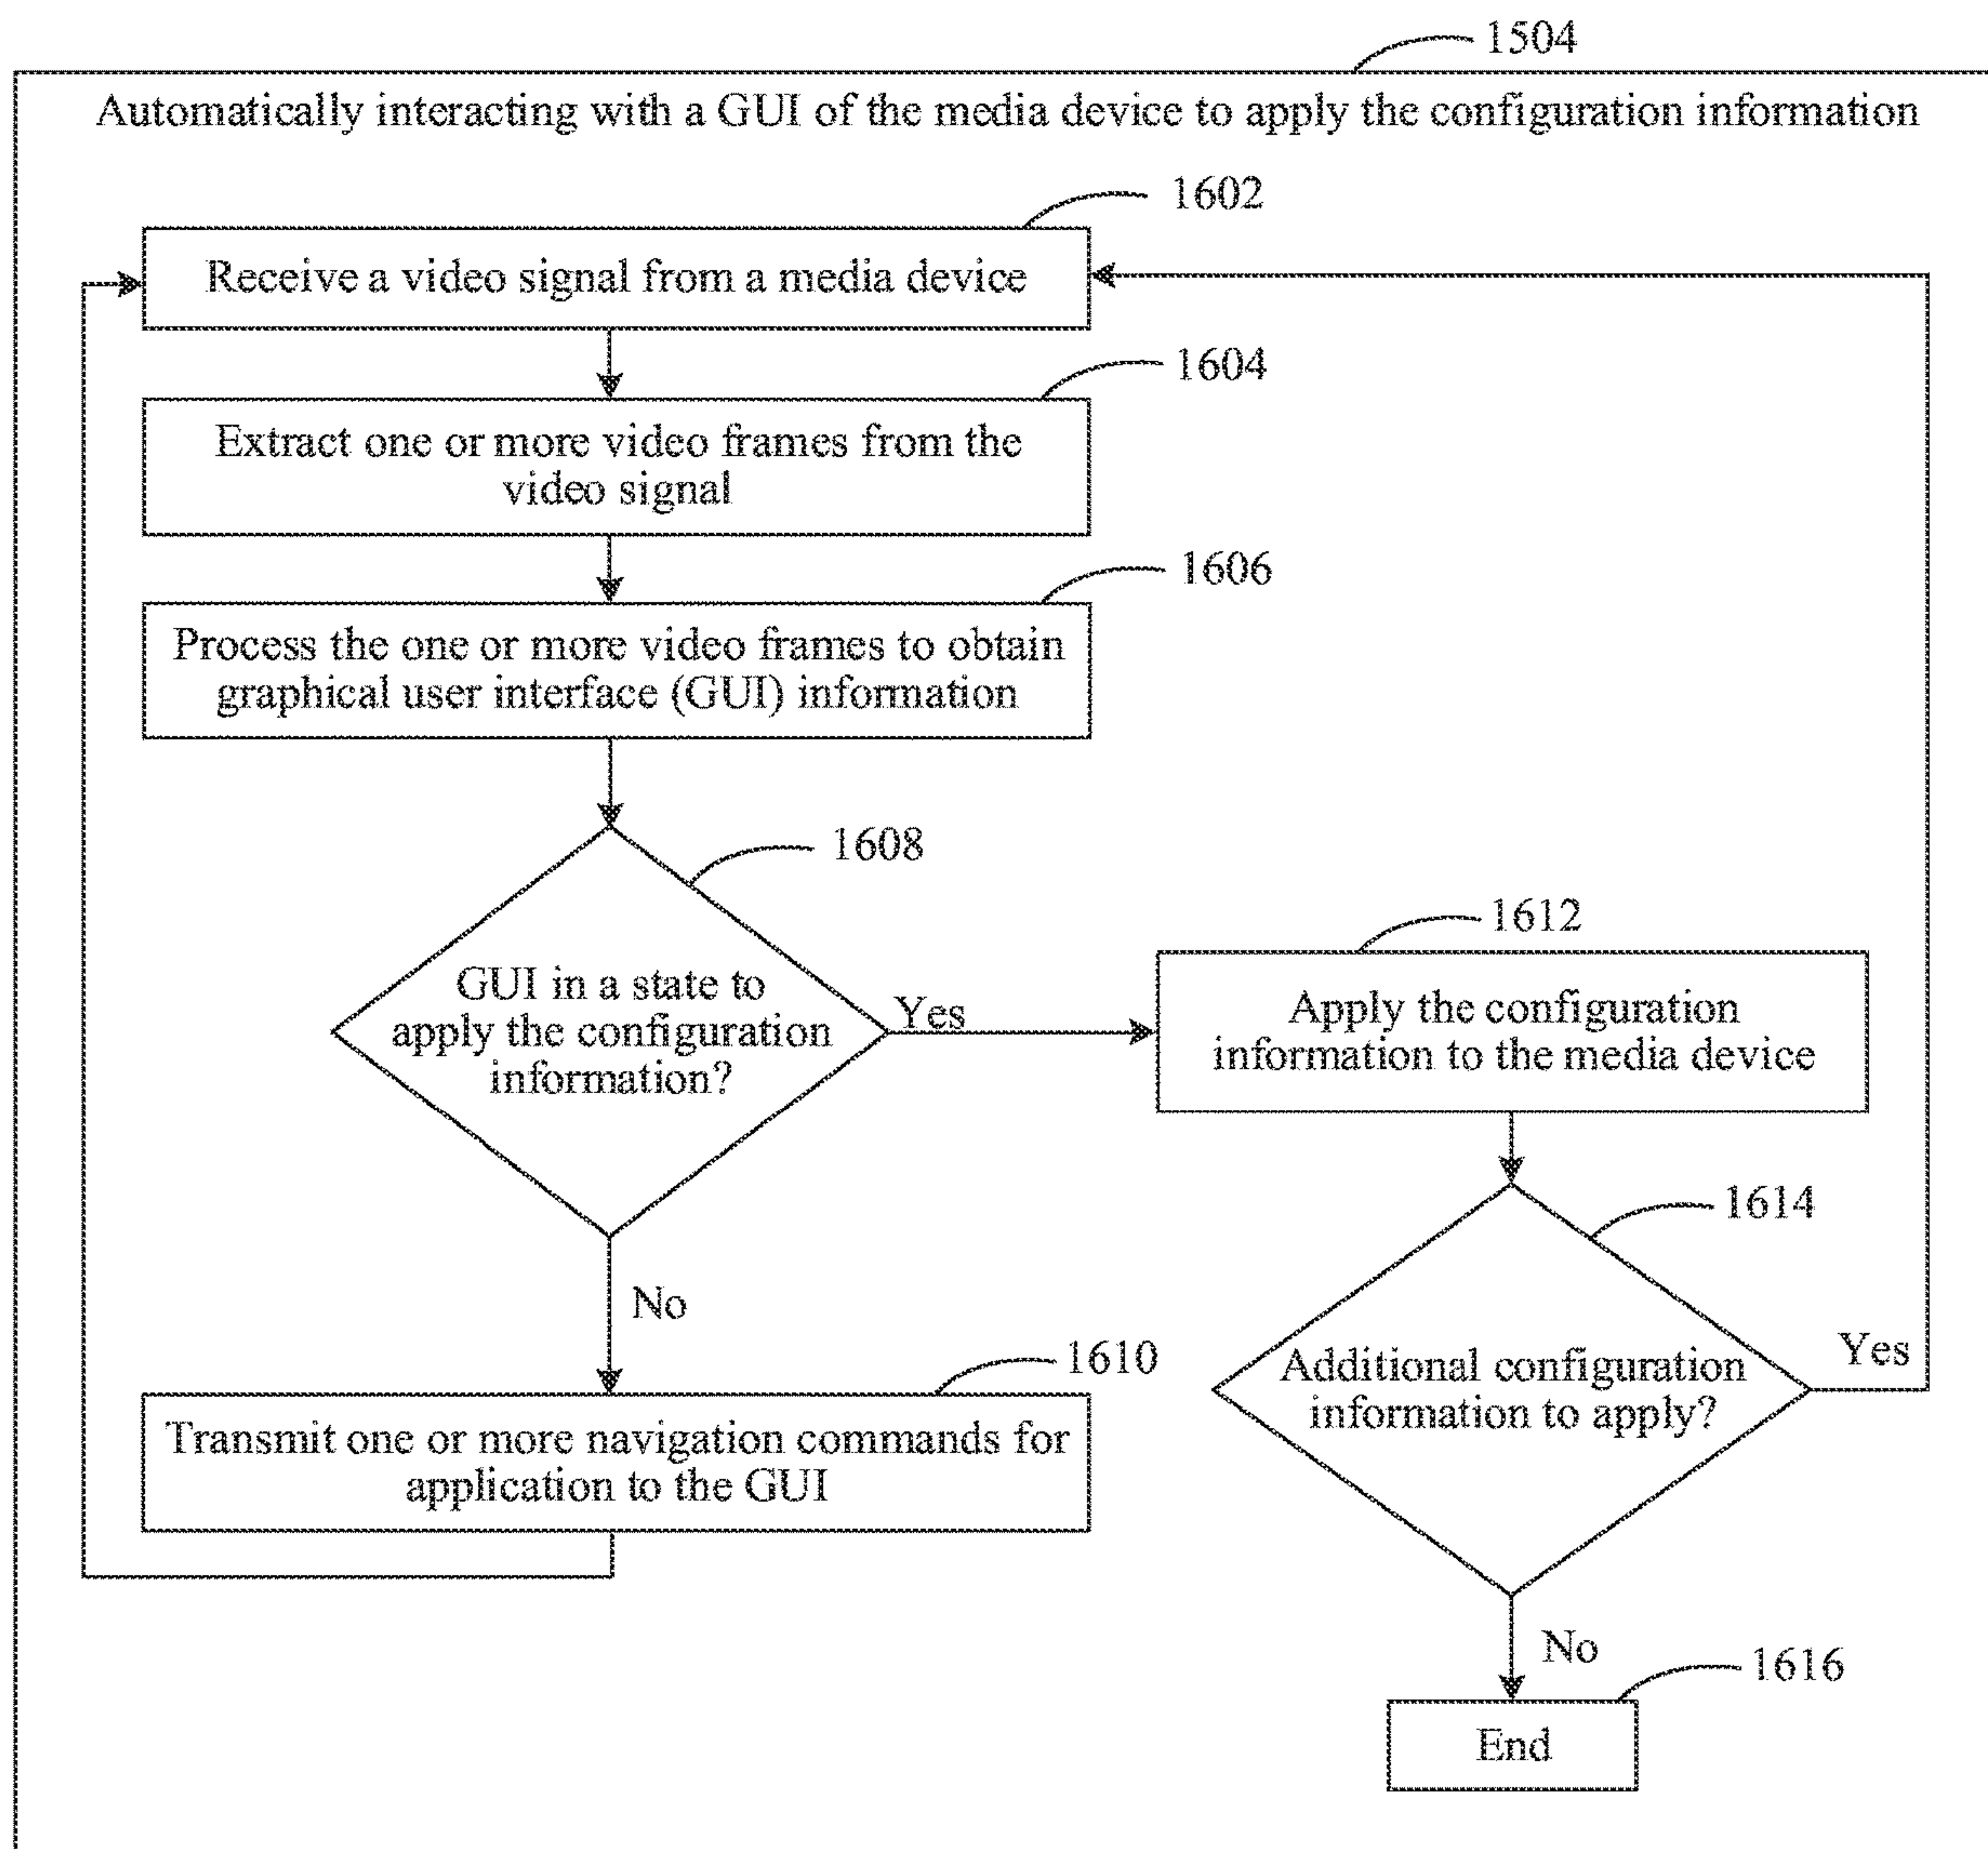 1504
Automatically interacting with a GUI of the media device to apply the configuration information
1602
Receive a video signal from a media device
1604
Extract one or more video frames from the
video signal
1606
Process the one or more video frames to obtain
graphical user interface (GUI) information
1608
GUI in a state to
apply the configuration
information?
Yes
1612
Apply the configuration
information to the media device
No
1610
Transmit one or more navigation commands for
application to the GUI
1614
Additional configuration
information to apply?
Yes
No
1616
End